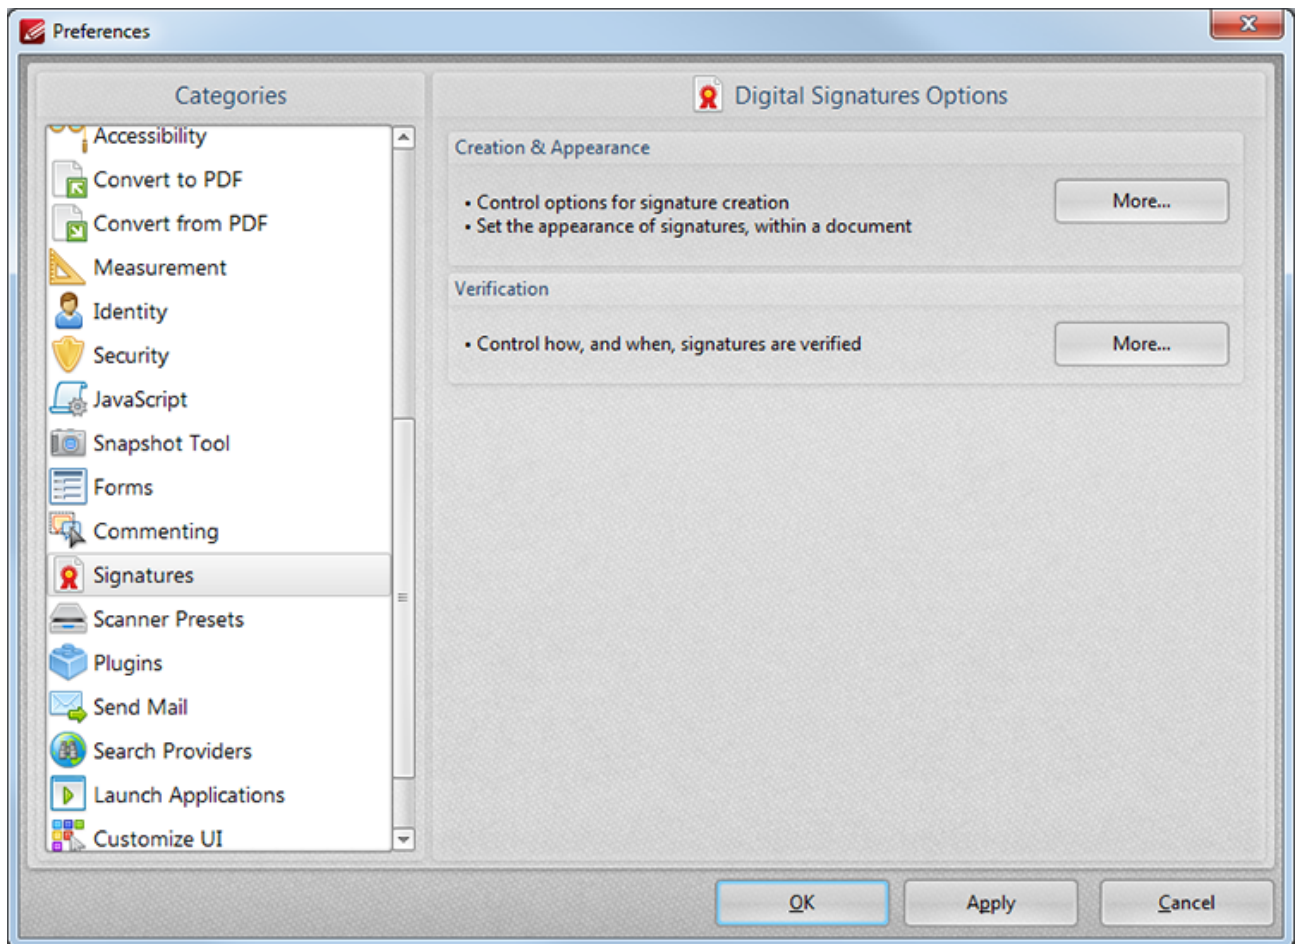 Preferences
Categories
Accessibility
Convert to PDF
Convert from PDF
Measurement
Identity
Security
JavaScript
Snapshot Tool
Forms
Commenting
Signatures
Scanner Presets
Plugins
Send Mail
Search Providers
Launch Applications
Customize UI
Digital Signatures Options
Creation & Appearance
• Control options for signature creation
• Set the appearance of signatures, within a document
More...
Verification
• Control how, and when, signatures are verified
More...
OK
Apply
Cancel